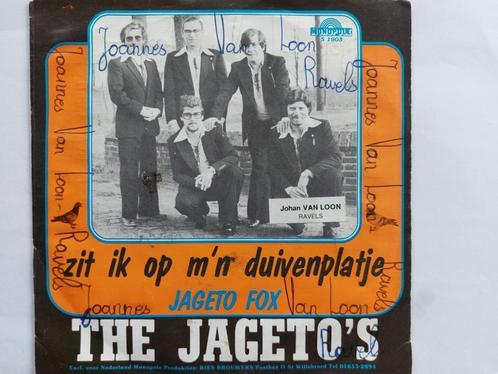 MONOPOLE
S 1903
Joannes Van Loon
Ravels
Joannes Van Loon - Ravels
Joannes Van Loon - Ravels
Johan VAN LOON
RAVELS
zit ik op m'n duivenplatje
JAGETO FOX
Joannes Van Loon
Ravels
THE JAGETO'S
Excl. voor Nederland Monopole Produkties: RIES BROUWERS Postbus 11 St Willebrord Tel 01653-2894